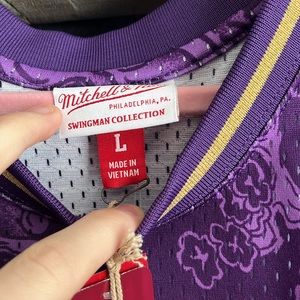 Mitchell &
PHILADELPHIA, PA.
SWINGMAN COLLECTION
L
MADE IN
VIETNAM